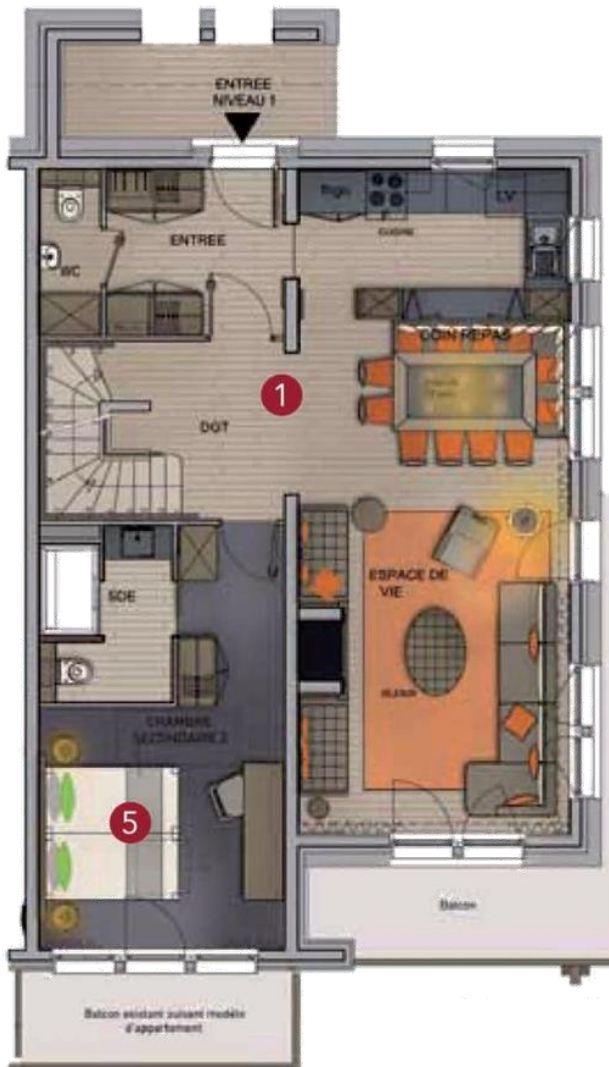 ENTREE
NIVEAU 1
Frigo
LV
CUISINE
ENTREE
WC
COIN REPAS
1
DGT
ESPACE DE
VIE
SDE
CHAMBRE
SECONDAIRE 2
5
Balcon
Balcon existant suivant modèle
d'appartement